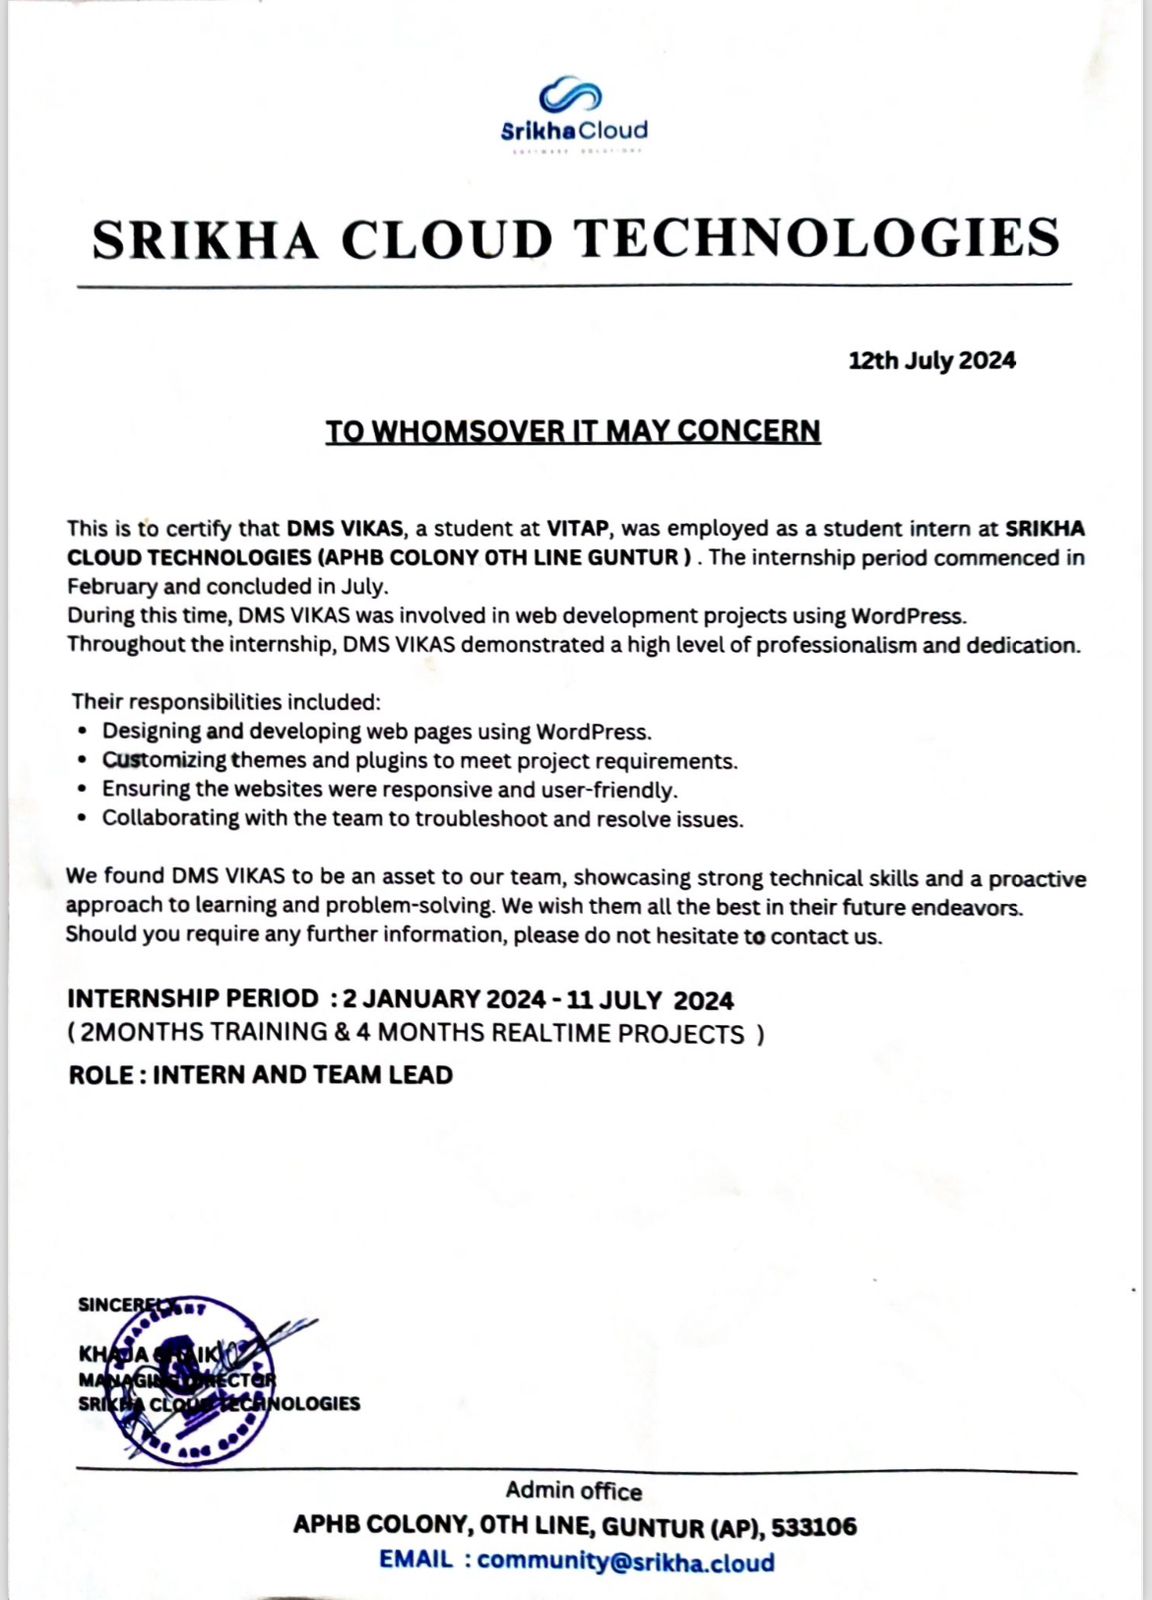 SrikhaCloud
SOFTWARE SOLUTIONS
SRIKHA CLOUD TECHNOLOGIES
12th July 2024
TO WHOMSOVER IT MAY CONCERN
This is to certify that DMS VIKAS, a student at VITAP, was employed as a student intern at SRIKHA
CLOUD TECHNOLOGIES (APHB COLONY 0TH LINE GUNTUR ) . The internship period commenced in
February and concluded in July.
During this time, DMS VIKAS was involved in web development projects using WordPress.
Throughout the internship, DMS VIKAS demonstrated a high level of professionalism and dedication.
Their responsibilities included:
• Designing and developing web pages using WordPress.
• Customizing themes and plugins to meet project requirements.
• Ensuring the websites were responsive and user-friendly.
• Collaborating with the team to troubleshoot and resolve issues.
We found DMS VIKAS to be an asset to our team, showcasing strong technical skills and a proactive
approach to learning and problem-solving. We wish them all the best in their future endeavors.
Should you require any further information, please do not hesitate to contact us.
INTERNSHIP PERIOD : 2 JANUARY 2024 - 11 JULY 2024
( 2MONTHS TRAINING & 4 MONTHS REALTIME PROJECTS )
ROLE : INTERN AND TEAM LEAD
SINCERELY
KHAJA SHAIK
MANAGING DIRECTOR
SRIKHA CLOUD TECHNOLOGIES
Admin office
APHB COLONY, 0TH LINE, GUNTUR (AP), 533106
EMAIL : community@srikha.cloud